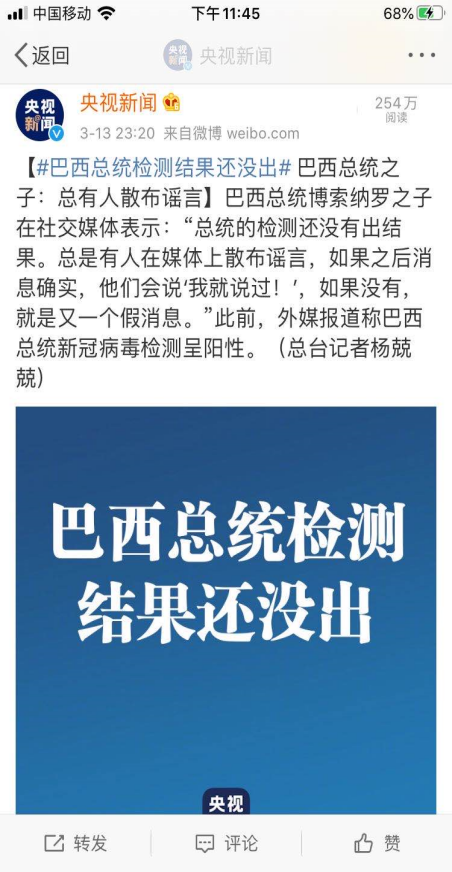 中国移动 下午11:45 68%
返回 央视新闻
央视新闻
央视新闻 254万
阅读
3-13 23:20 来自微博 weibo.com
【#巴西总统检测结果还没出# 巴西总统之
子：总有人散布谣言】巴西总统博索纳罗之子
在社交媒体表示：“总统的检测还没有出结
果。总是有人在媒体上散布谣言，如果之后消
息确实，他们会说‘我就说过！’，如果没有，
就是又一个假消息。”此前，外媒报道称巴西
总统新冠病毒检测呈阳性。（总台记者杨兢
兢）
巴西总统检测
结果还没出
央视
转发 评论 赞